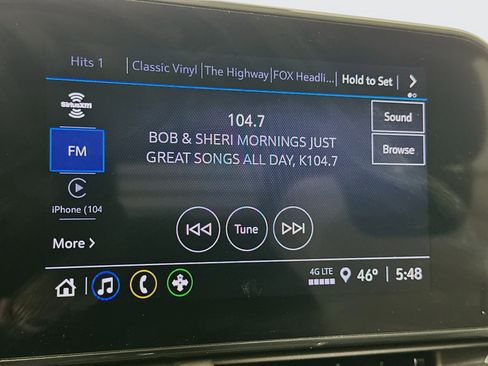 Hits 1
Classic Vinyl
The Highway
FOX Headli...
Hold to Set
SiriusXM
104.7
BOB & SHERI MORNINGS JUST
GREAT SONGS ALL DAY, K104.7
Sound
Browse
FM
iPhone (104
More
Tune
4G LTE
46°
5:48